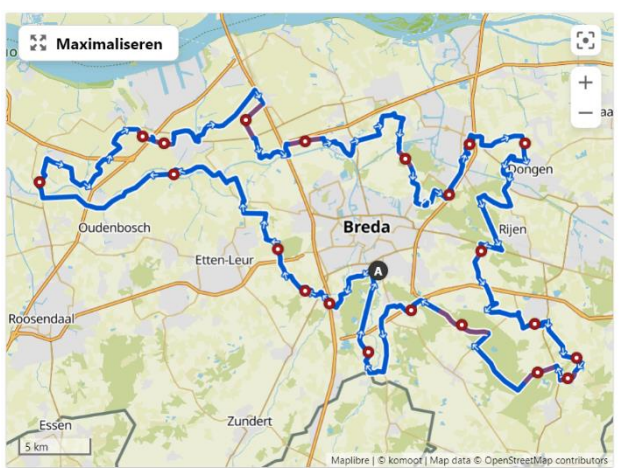 Maximaliseren
Dongen
Oudenbosch
Breda
Rijen
Etten-Leur
A
Roosendaal
Essen
Zundert
5 km
Maplibre | © komoot | Map data © OpenStreetMap contributors